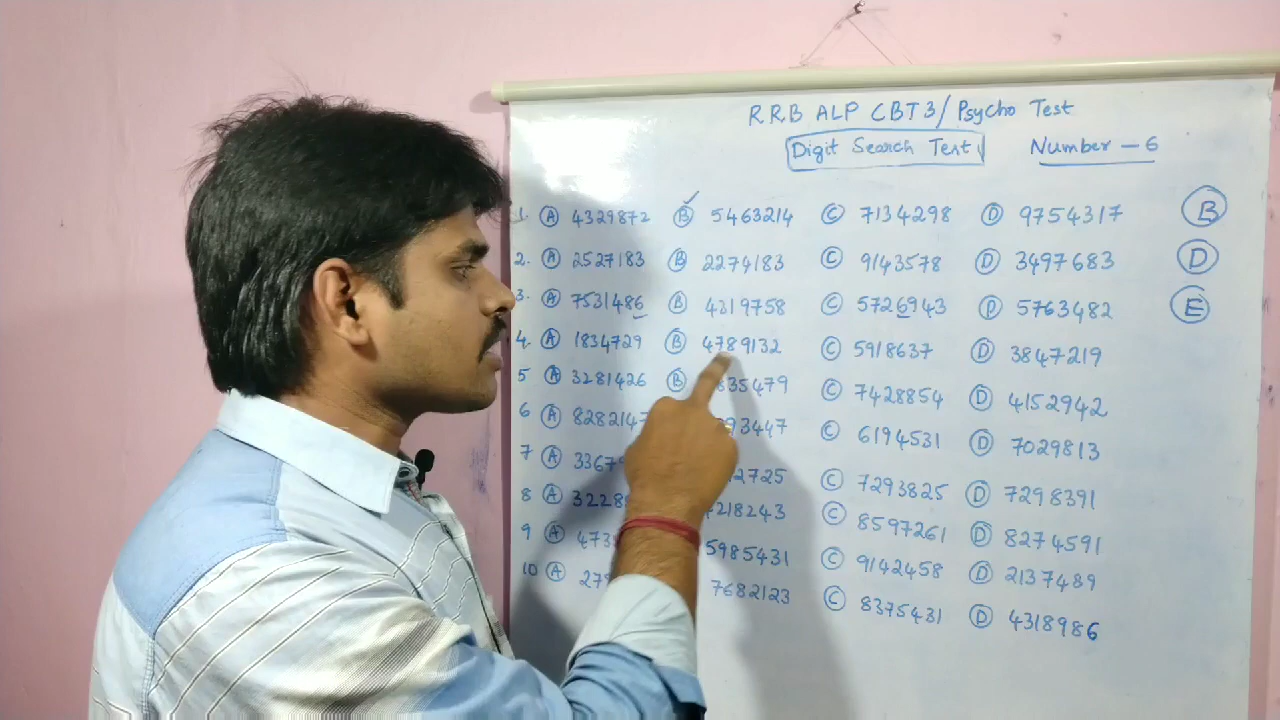 RRB ALP CBT3/Psycho Test
Digit Search Test Number - 6
1. A 4329872 B ✓ 5463214 C 7134298 D 9754317 B
2. A 2527183 B 2274183 C 9143578 D 3497683 D
3. A 7531486 B 4319758 C 5726943 D 5763482 E
4. A 1834729 B 4789132 C 5918637 D 3847219
5 A 3281426 B C 7428854 D 4152942
6 A C 6194531 D 7029813
7 A C 7293825 D 7298391
8 A C 8597261 D 8274591
9 A 5985431 C 9142458 D 2137489
10 A 7682123 C 8375431 D 4318986